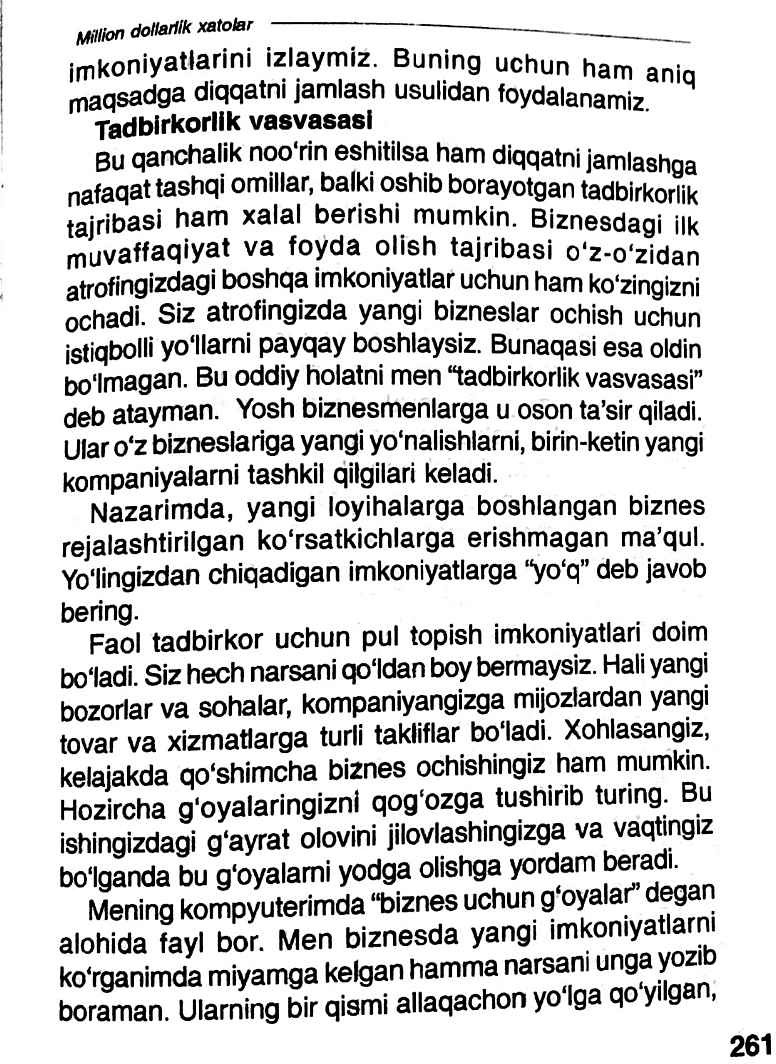 Million dollarlik xatolar
imkoniyatlarini izlaymiz. Buning uchun ham aniq
maqsadga diqqatni jamlash usulidan foydalanamiz.
Tadbirkorlik vasvasasi
Bu qanchalik noo‘rin eshitilsa ham diqqatni jamlashga
nafaqat tashqi omillar, balki oshib borayotgan tadbirkorlik
tajribasi ham xalal berishi mumkin. Biznesdagi ilk
muvaffaqiyat va foyda olish tajribasi o‘z-o‘zidan
atrofingizdagi boshqa imkoniyatlar uchun ham ko‘zingizni
ochadi. Siz atrofingizda yangi bizneslar ochish uchun
istiqbolli yo‘llarni payqay boshlaysiz. Bunaqasi esa oldin
bo‘lmagan. Bu oddiy holatni men “tadbirkorlik vasvasasi”
deb atayman. Yosh biznesmenlarga u oson ta’sir qiladi.
Ular o‘z bizneslariga yangi yo‘nalishlarni, birin-ketin yangi
kompaniyalarni tashkil qilgilari keladi.
Nazarimda, yangi loyihalarga boshlangan biznes
rejalashtirilgan ko‘rsatkichlarga erishmagan ma’qul.
Yo‘lingizdan chiqadigan imkoniyatlarga “yo‘q” deb javob
bering.
Faol tadbirkor uchun pul topish imkoniyatlari doim
bo‘ladi. Siz hech narsani qo‘ldan boy bermaysiz. Hali yangi
bozorlar va sohalar, kompaniyangizga mijozlardan yangi
tovar va xizmatlarga turli takliflar bo‘ladi. Xohlasangiz,
kelajakda qo‘shimcha biznes ochishingiz ham mumkin.
Hozircha g‘oyalaringizni qog‘ozga tushirib turing. Bu
ishingizdagi g‘ayrat olovini jilovlashingizga va vaqtingiz
bo‘lganda bu g‘oyalarni yodga olishga yordam beradi.
Mening kompyuterimda “biznes uchun g‘oyalar” degan
alohida fayl bor. Men biznesda yangi imkoniyatlarni
ko‘rganimda miyamga kelgan hamma narsani unga yozib
boraman. Ularning bir qismi allaqachon yo‘lga qo‘yilgan,
261